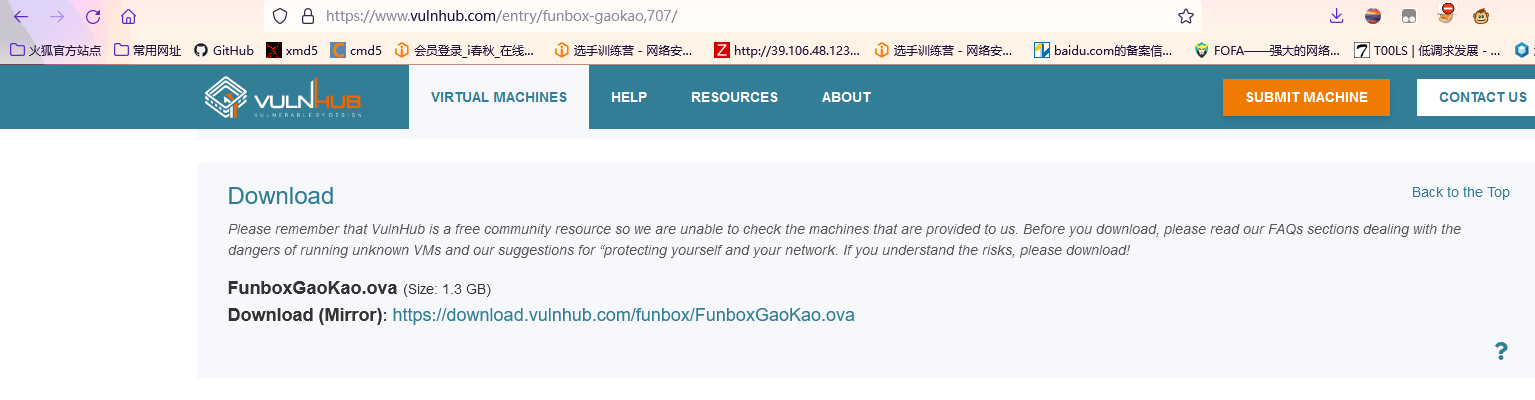 https://www.vulnhub.com/entry/funbox-gaokao,707/
火狐官方站点 常用网址 GitHub xmd5 cmd5 会员登录_i春秋_在线... 选手训练营 - 网络安... http://39.106.48.123... 选手训练营 - 网络安... baidu.com的备案信... FOFA——强大的网络... T00LS | 低调求发展 - ...
VULNHUB VIRTUAL MACHINES HELP RESOURCES ABOUT SUBMIT MACHINE CONTACT US
VULNERABLE BY DESIGN
Download Back to the Top
Please remember that VulnHub is a free community resource so we are unable to check the machines that are provided to us. Before you download, please read our FAQs sections dealing with the
dangers of running unknown VMs and our suggestions for "protecting yourself and your network. If you understand the risks, please download!
FunboxGaoKao.ova (Size: 1.3 GB)
Download (Mirror): https://download.vulnhub.com/funbox/FunboxGaoKao.ova
?